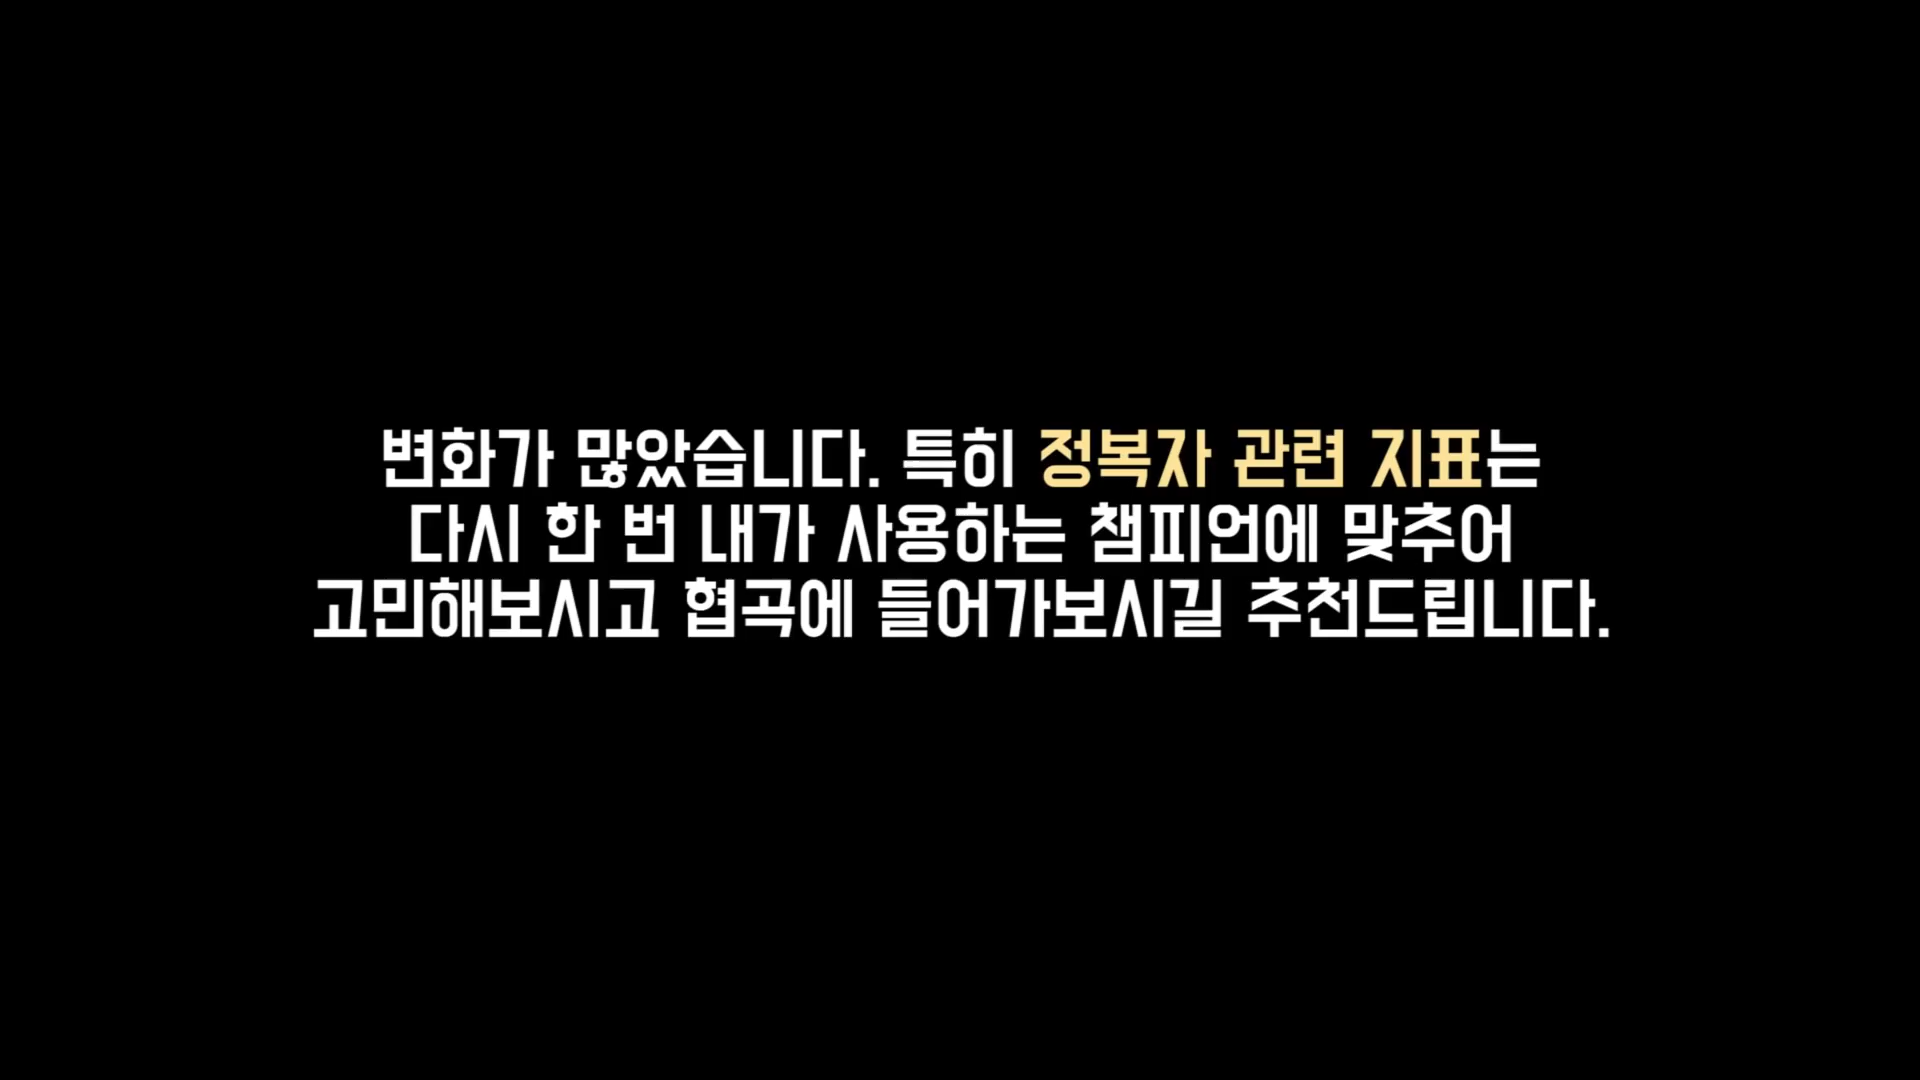 변화가 많았습니다. 특히 정복자 관련 지표는
다시 한 번 내가 사용하는 챔피언에 맞추어
고민해보시고 협곡에 들어가보시길 추천드립니다.